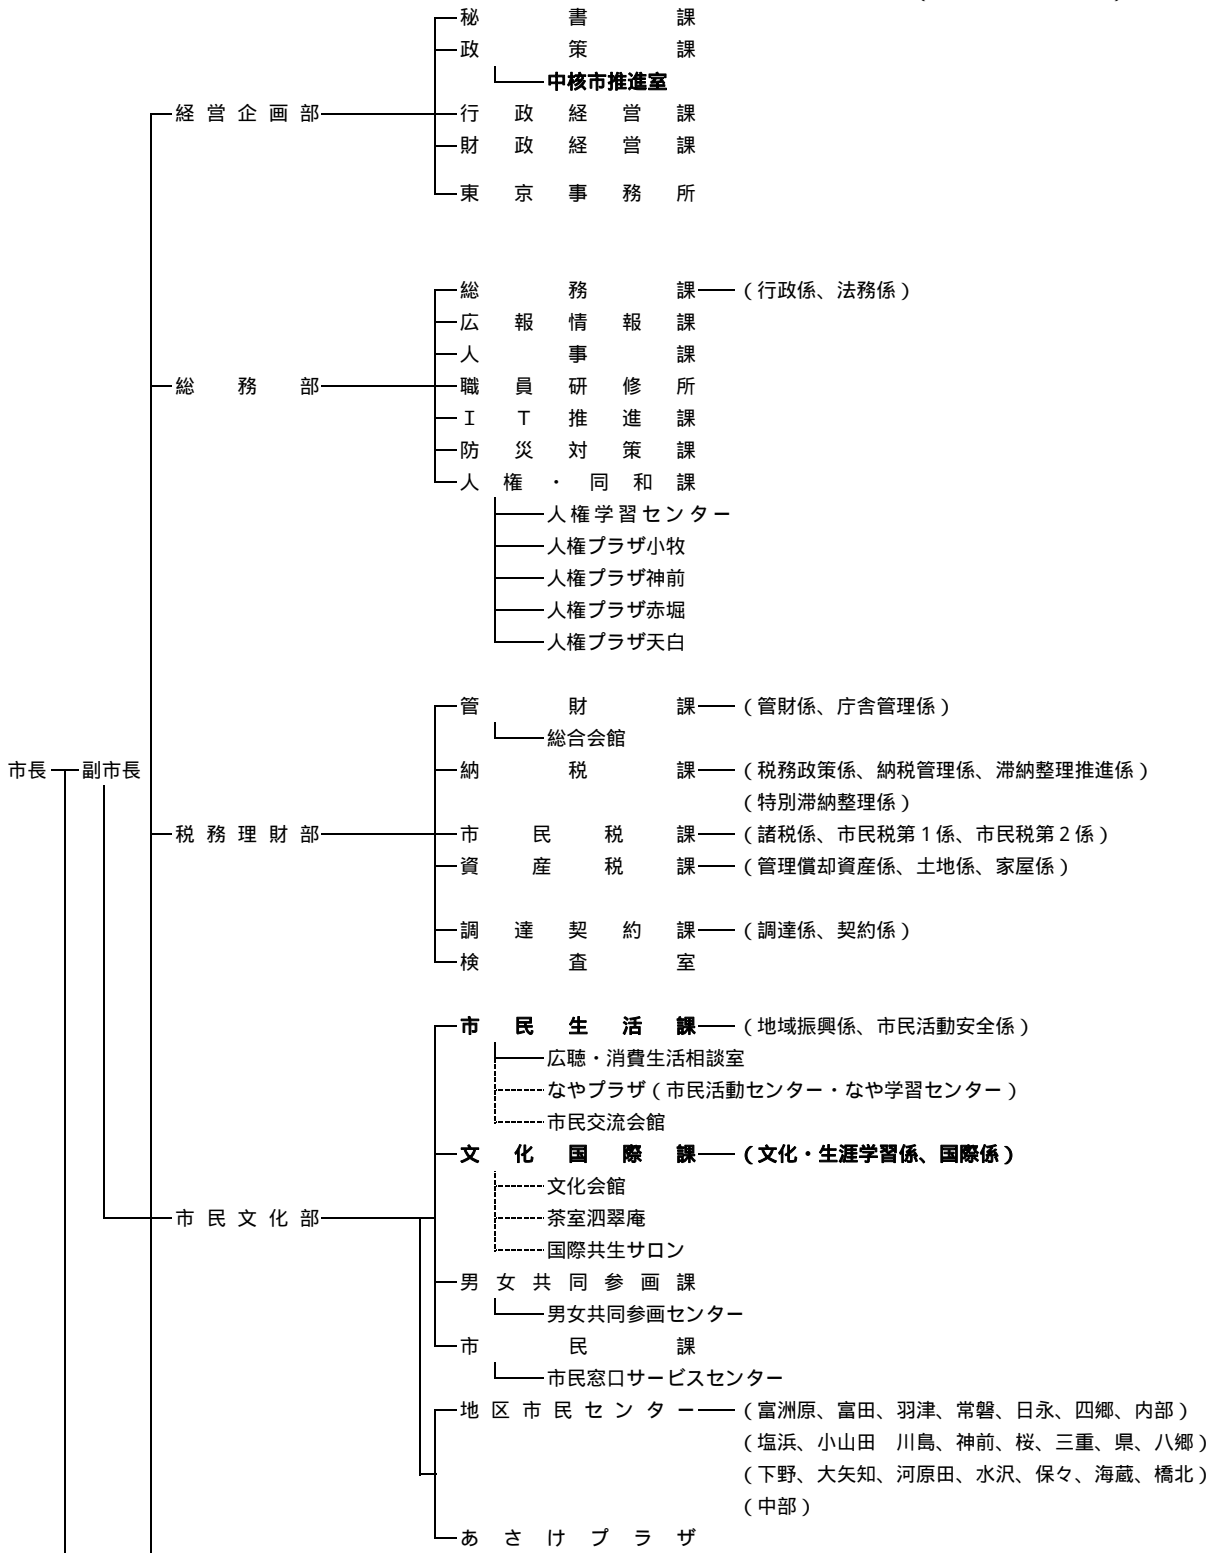 秘書課
政策課
中核市推進室
経営企画部 行政経営課
財政経営課
東京事務所
総務課 (行政係、法務係)
広報情報課
人事課
総務部 職員研修所
ＩＴ推進課
防災対策課
人権・同和課
人権学習センター
人権プラザ小牧
人権プラザ神前
人権プラザ赤堀
人権プラザ天白
管財課 (管財係、庁舎管理係)
総合会館
市長 副市長 納税課 (税務政策係、納税管理係、滞納整理推進係)
(特別滞納整理係)
税務理財部 市民税課 (諸税係、市民税第1係、市民税第2係)
資産税課 (管理償却資産係、土地係、家屋係)
調達契約課 (調達係、契約係)
検査室
市民生活課 (地域振興係、市民活動安全係)
広聴・消費生活相談室
なやプラザ(市民活動センター・なや学習センター)
市民交流会館
文化国際課 (文化・生涯学習係、国際係)
文化会館
市民文化部 茶室泗翠庵
国際共生サロン
男女共同参画課
男女共同参画センター
市民課
市民窓口サービスセンター
地区市民センター (富洲原、富田、羽津、常磐、日永、四郷、内部)
(塩浜、小山田　川島、神前、桜、三重、県、八郷)
(下野、大矢知、河原田、水沢、保々、海蔵、橋北)
(中部)
あさけプラザ